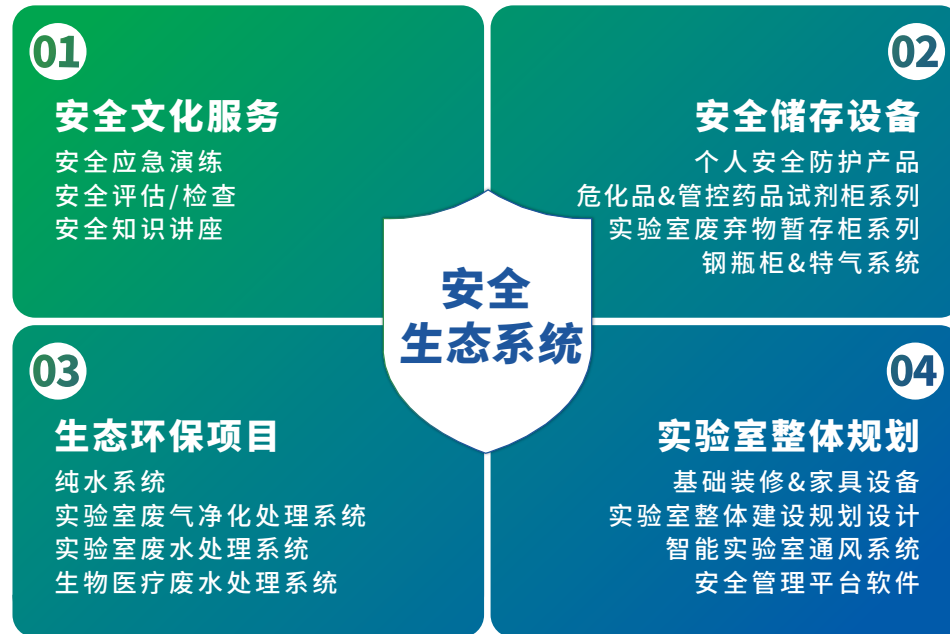 01
安全文化服务
安全应急演练
安全评估/检查
安全知识讲座
02
安全储存设备
个人安全防护产品
危化品&管控药品试剂柜系列
实验室废弃物暂存柜系列
钢瓶柜&特气系统
安全
生态系统
03
生态环保项目
纯水系统
实验室废气净化处理系统
实验室废水处理系统
生物医疗废水处理系统
04
实验室整体规划
基础装修&家具设备
实验室整体建设规划设计
智能实验室通风系统
安全管理平台软件